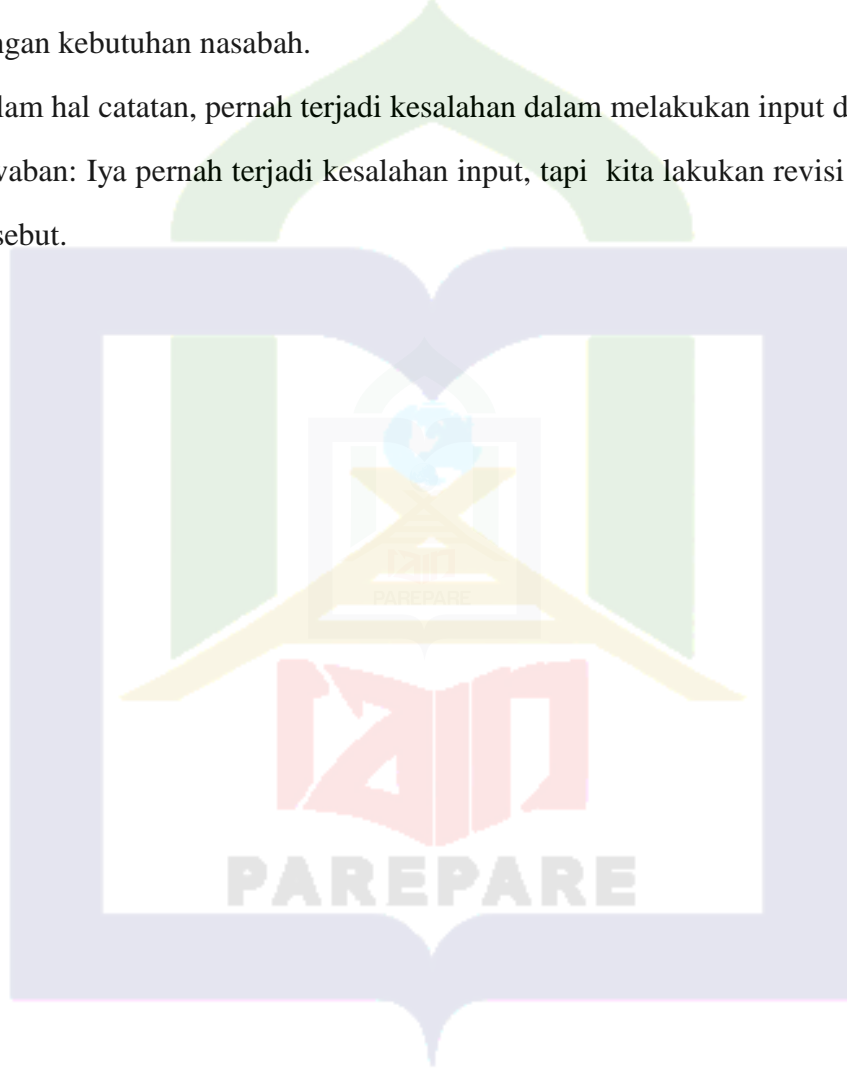 ngan kebutuhan nasabah.
lam hal catatan, pernah terjadi kesalahan dalam melakukan input d
vaban: Iya pernah terjadi kesalahan input, tapi kita lakukan revisi
sebut.
PAREPARE
iain
PAREPARE